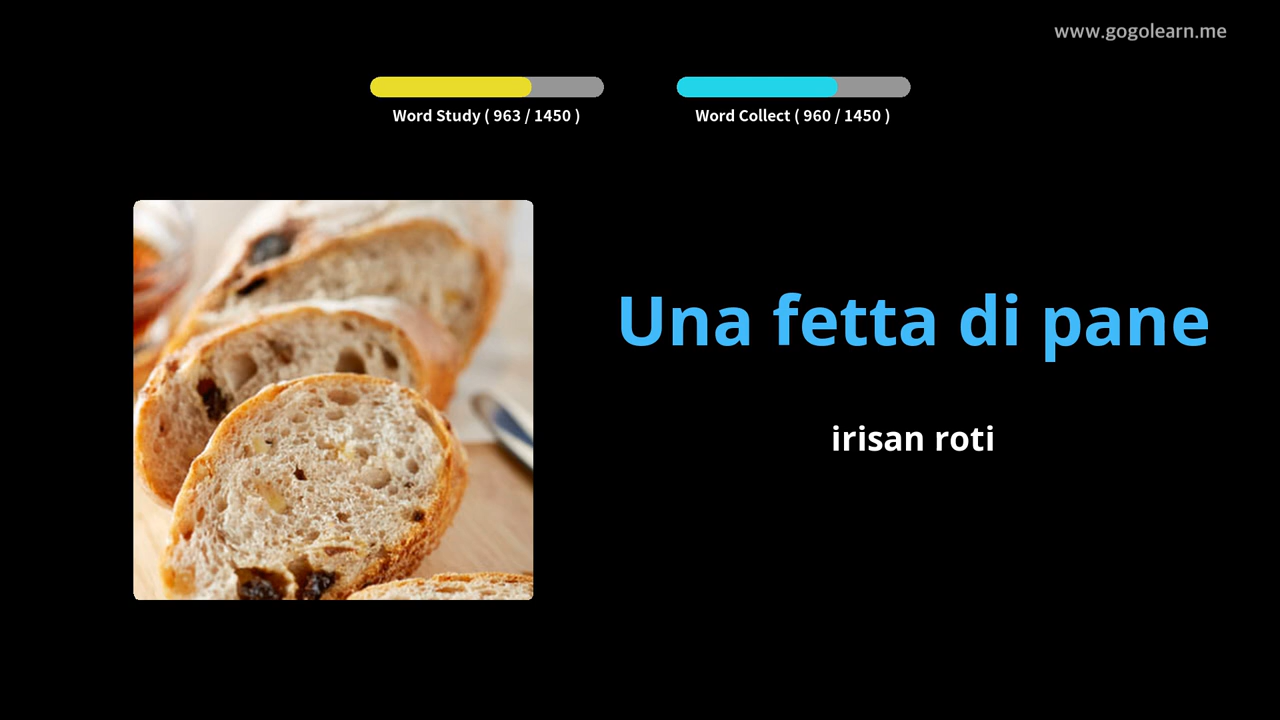 www.gogolearn.me
Word Study ( 963 / 1450 )
Word Collect ( 960 / 1450 )
Una fetta di pane
irisan roti